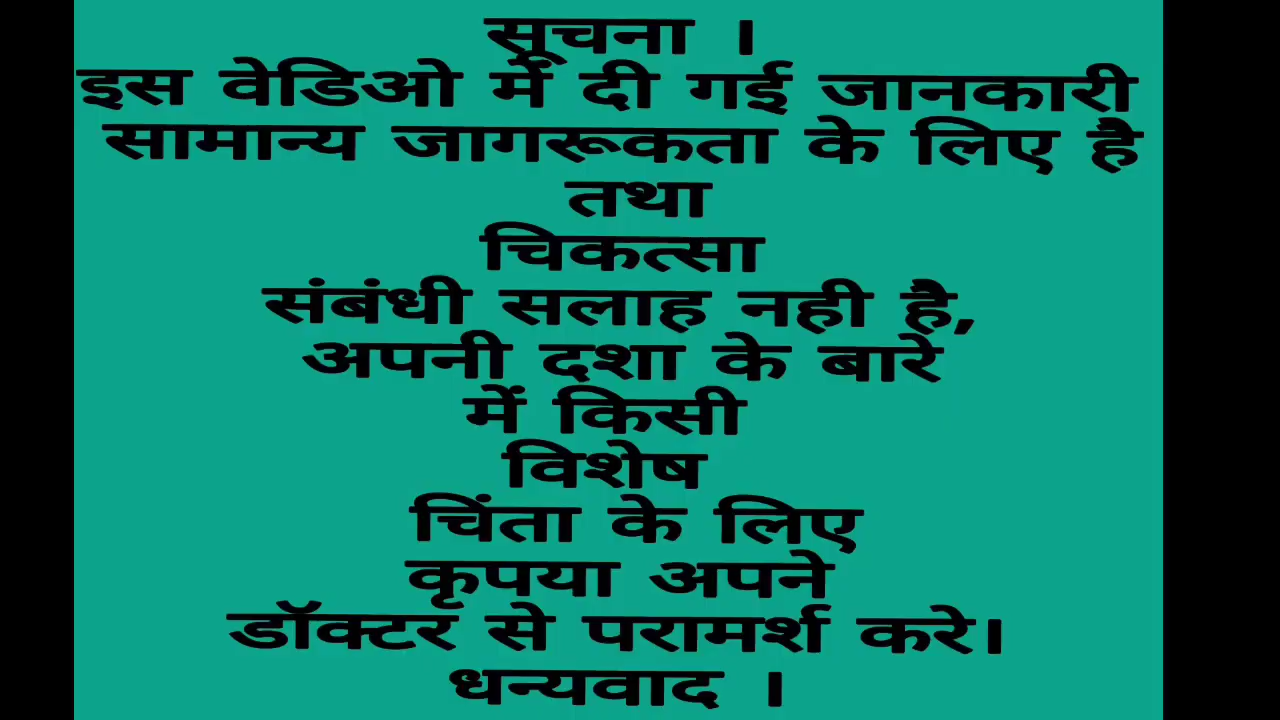 सूचना ।
इस वेडिओ में दी गई जानकारी
सामान्य जागरूकता के लिए है
तथा
चिकत्सा
संबंधी सलाह नही है,
अपनी दशा के बारे
में किसी
विशेष
चिंता के लिए
कृपया अपने
डॉक्टर से परामर्श करे।
धन्यवाद ।